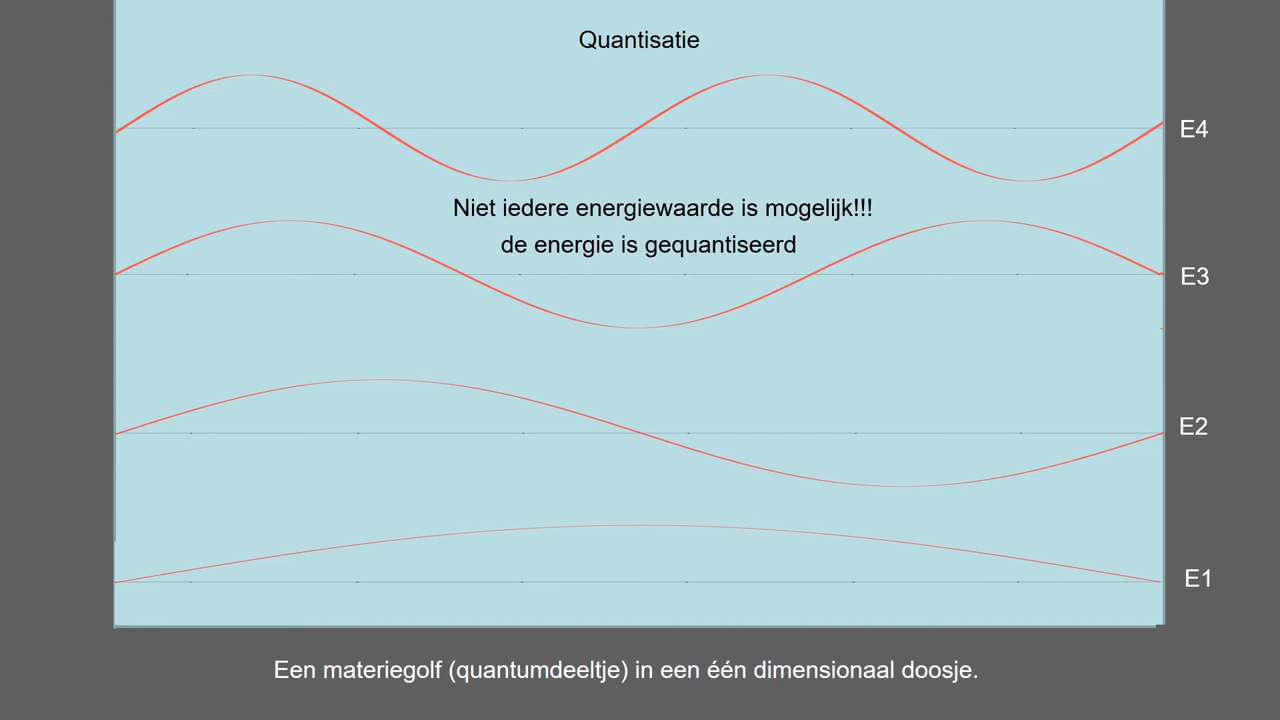 Quantisatie
E4
Niet iedere energiewaarde is mogelijk!!!
de energie is gequantiseerd
E3
E2
E1
Een materiegolf (quantumdeeltje) in een één dimensionaal doosje.